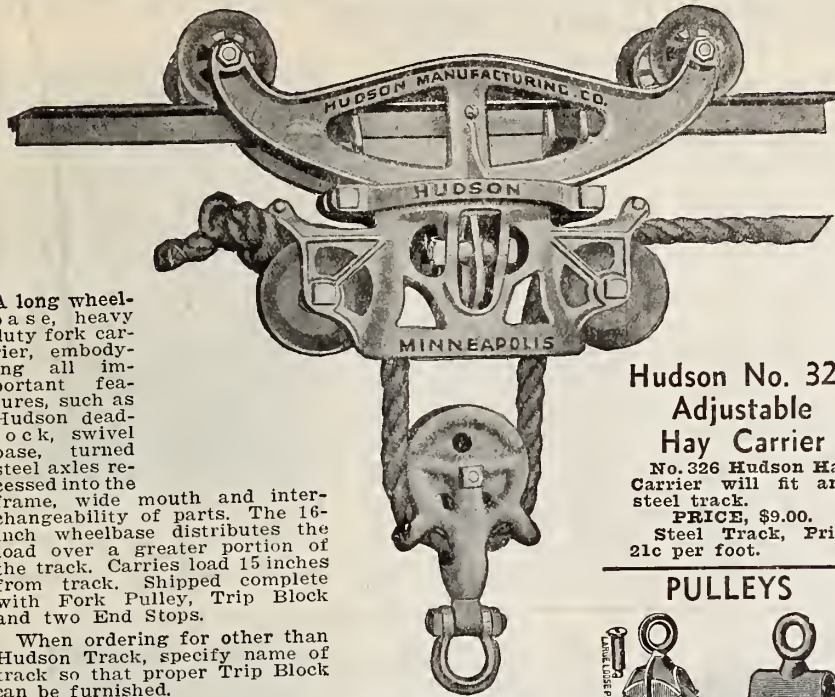 HUDSON MANUFACTURING CO.
HUDSON
MINNEAPOLIS
A long wheel-
base, heavy
duty fork car-
rier, embody-
ing all im-
portant fea-
tures, such as
Hudson dead-
lock, swivel
base, turned
steel axles re-
cessed into the
frame, wide mouth and inter-
changeability of parts. The 16-
inch wheelbase distributes the
load over a greater portion of
the track. Carries load 15 inches
from track. Shipped complete
with Fork Pulley, Trip Block
and two End Stops.
When ordering for other than
Hudson Track, specify name of
track so that proper Trip Block
can be furnished.
Hudson No. 32
Adjustable
Hay Carrier
No. 326 Hudson Ha
Carrier will fit an
steel track.
PRICE, $9.00.
Steel Track, Pri
21c per foot.
PULLEYS
LARGE LOOSE P